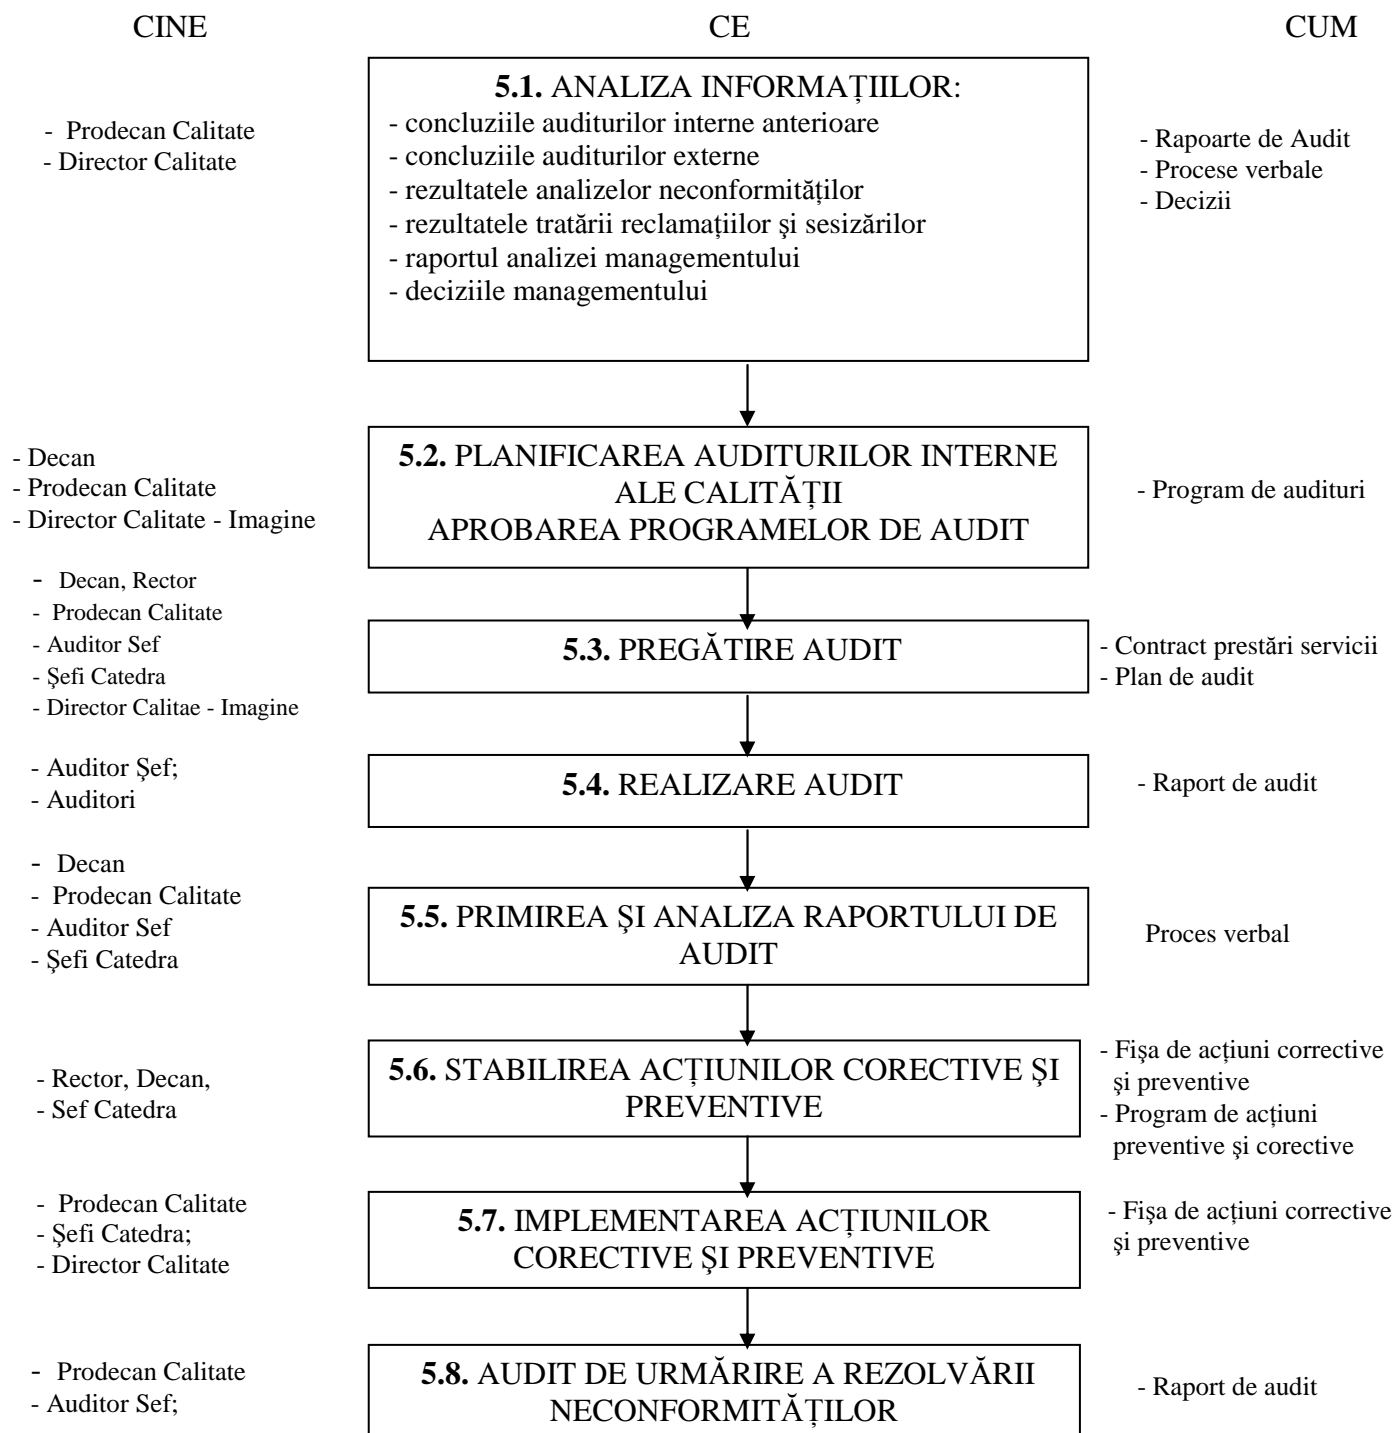 CINE CE CUM
5.1. ANALIZA INFORMAȚIILOR:
- concluziile auditurilor interne anterioare
- concluziile auditurilor externe
- rezultatele analizelor neconformităților
- rezultatele tratării reclamațiilor şi sesizărilor
- raportul analizei managementului
- deciziile managementului
- Prodecan Calitate
- Director Calitate
- Rapoarte de Audit
- Procese verbale
- Decizii
- Decan
- Prodecan Calitate
- Director Calitate - Imagine
5.2. PLANIFICAREA AUDITURILOR INTERNE
ALE CALITĂȚII
APROBAREA PROGRAMELOR DE AUDIT
- Program de audituri
- Decan, Rector
- Prodecan Calitate
- Auditor Sef
- Şefi Catedra
- Director Calitae - Imagine
5.3. PREGĂTIRE AUDIT
- Contract prestări servicii
- Plan de audit
- Auditor Şef;
- Auditori
5.4. REALIZARE AUDIT
- Raport de audit
- Decan
- Prodecan Calitate
- Auditor Sef
- Şefi Catedra
5.5. PRIMIREA ŞI ANALIZA RAPORTULUI DE
AUDIT
Proces verbal
- Rector, Decan,
- Sef Catedra
5.6. STABILIREA ACȚIUNILOR CORECTIVE ŞI
PREVENTIVE
- Fişa de acțiuni corrective
şi preventive
- Program de acțiuni
preventive şi corective
- Prodecan Calitate
- Şefi Catedra;
- Director Calitate
5.7. IMPLEMENTAREA ACȚIUNILOR
CORECTIVE ŞI PREVENTIVE
- Fişa de acțiuni corrective
şi preventive
- Prodecan Calitate
- Auditor Sef;
5.8. AUDIT DE URMĂRIRE A REZOLVĂRII
NECONFORMITĂȚILOR
- Raport de audit